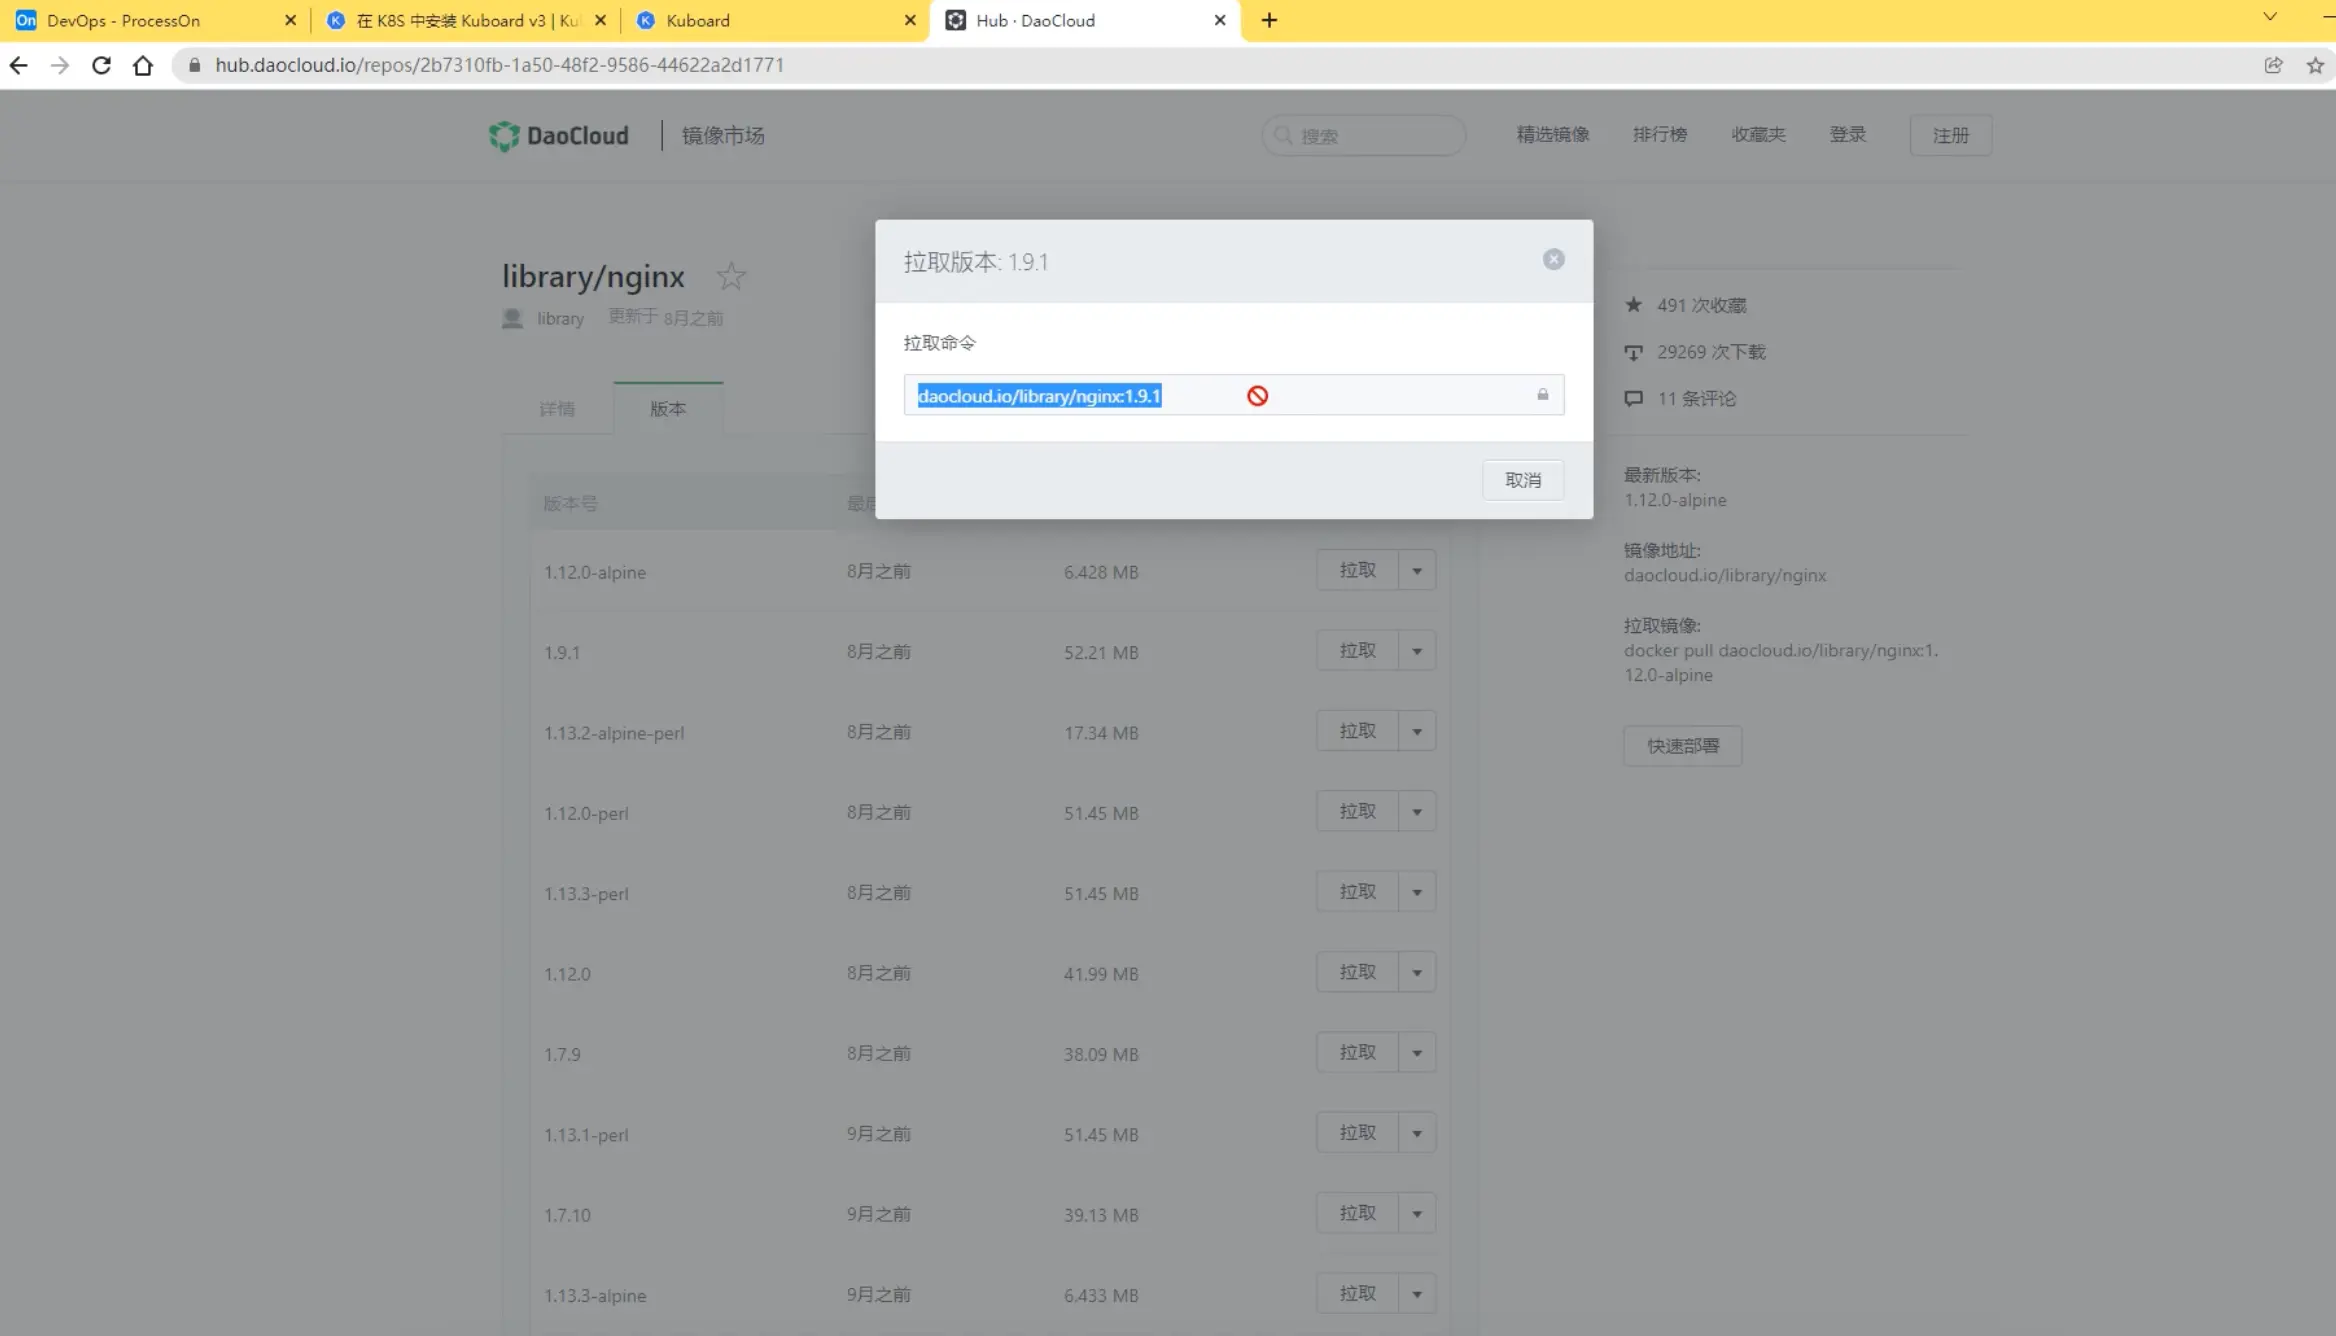 DevOps - ProcessOn
在 K8S 中安装 Kuboard v3 | Ku
Kuboard
Hub · DaoCloud
hub.daocloud.io/repos/2b7310fb-1a50-48f2-9586-44622a2d1771
DaoCloud
镜像市场
搜索
精选镜像
排行榜
收藏夹
登录
注册
拉取版本: 1.9.1
library/nginx
library 更新于 8月之前
拉取命令
daocloud.io/library/nginx:1.9.1
取消
491 次收藏
29269 次下载
11 条评论
详情
版本
最新版本:
1.12.0-alpine
镜像地址:
daocloud.io/library/nginx
拉取镜像:
docker pull daocloud.io/library/nginx:1.
12.0-alpine
快速部署
版本号
1.12.0-alpine 8月之前 6.428 MB 拉取
1.9.1 8月之前 52.21 MB 拉取
1.13.2-alpine-perl 8月之前 17.34 MB 拉取
1.12.0-perl 8月之前 51.45 MB 拉取
1.13.3-perl 8月之前 51.45 MB 拉取
1.12.0 8月之前 41.99 MB 拉取
1.7.9 8月之前 38.09 MB 拉取
1.13.1-perl 9月之前 51.45 MB 拉取
1.7.10 9月之前 39.13 MB 拉取
1.13.3-alpine 9月之前 6.433 MB 拉取